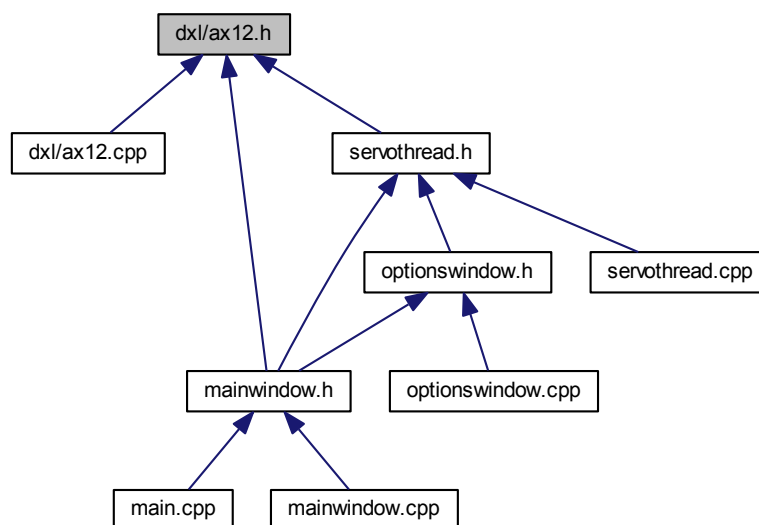 dxl/ax12.h
dxl/ax12.cpp
servothread.h
optionswindow.h
servothread.cpp
mainwindow.h
optionswindow.cpp
main.cpp
mainwindow.cpp